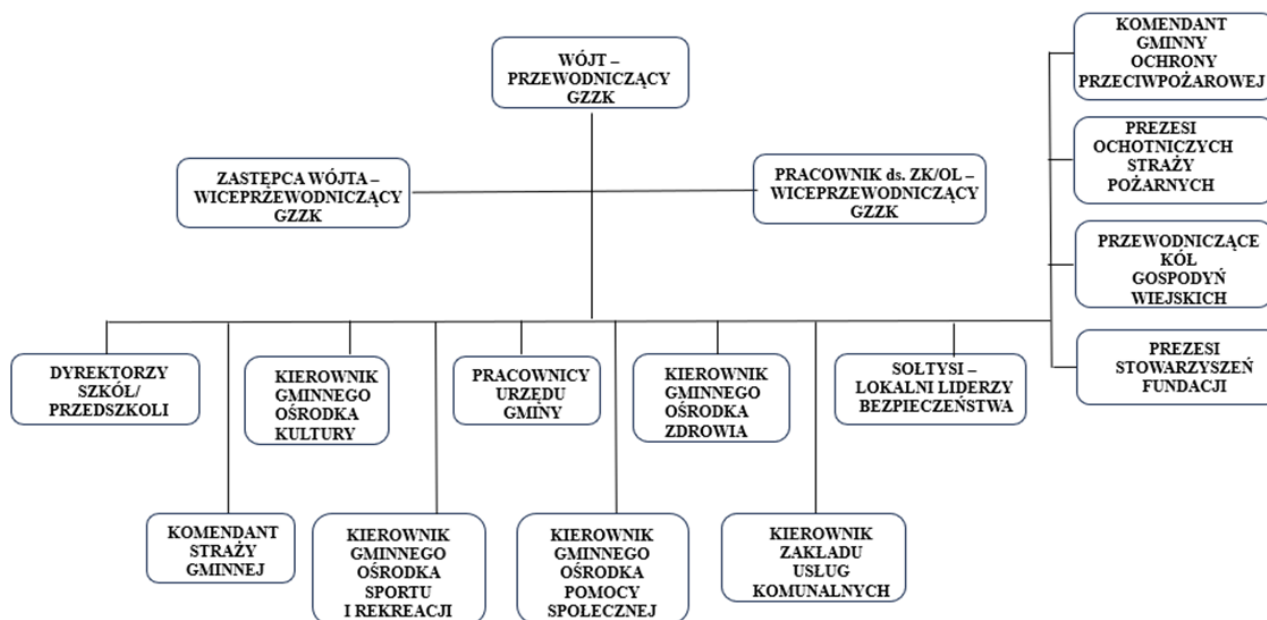 WÓJT –
PRZEWODNICZĄCY
GZZK
ZASTĘPCA WÓJTA –
WICEPRZEWODNICZĄCY
GZZK
PRACOWNIK ds. ZK/OL –
WICEPRZEWODNICZĄCY
GZZK
KOMENDANT
GMINNY
OCHRONY
PRZECIWPOŻAROWEJ
PREZESI
OCHOTNICZYCH
STRAŻY
POŻARNYCH
PRZEWODNICZĄCE
KÓŁ
GOSPODYŃ
WIEJSKICH
PREZESI
STOWARZYSZEŃ
FUNDACJI
DYREKTORZY
SZKÓŁ/
PRZEDSZKOLI
KIEROWNIK
GMINNEGO
OŚRODKA
KULTURY
PRACOWNICY
URZĘDU
GMINY
KIEROWNIK
GMINNEGO
OŚRODKA
ZDROWIA
SOŁTYSI –
LOKALNI LIDERZY
BEZPIECZEŃSTWA
KOMENDANT
STRAŻY
GMINNEJ
KIEROWNIK
GMINNEGO
OŚRODKA
SPORTU
I REKREACJI
KIEROWNIK
GMINNEGO
OŚRODKA
POMOCY
SPOŁECZNEJ
KIEROWNIK
ZAKŁADU
USŁUG
KOMUNALNYCH